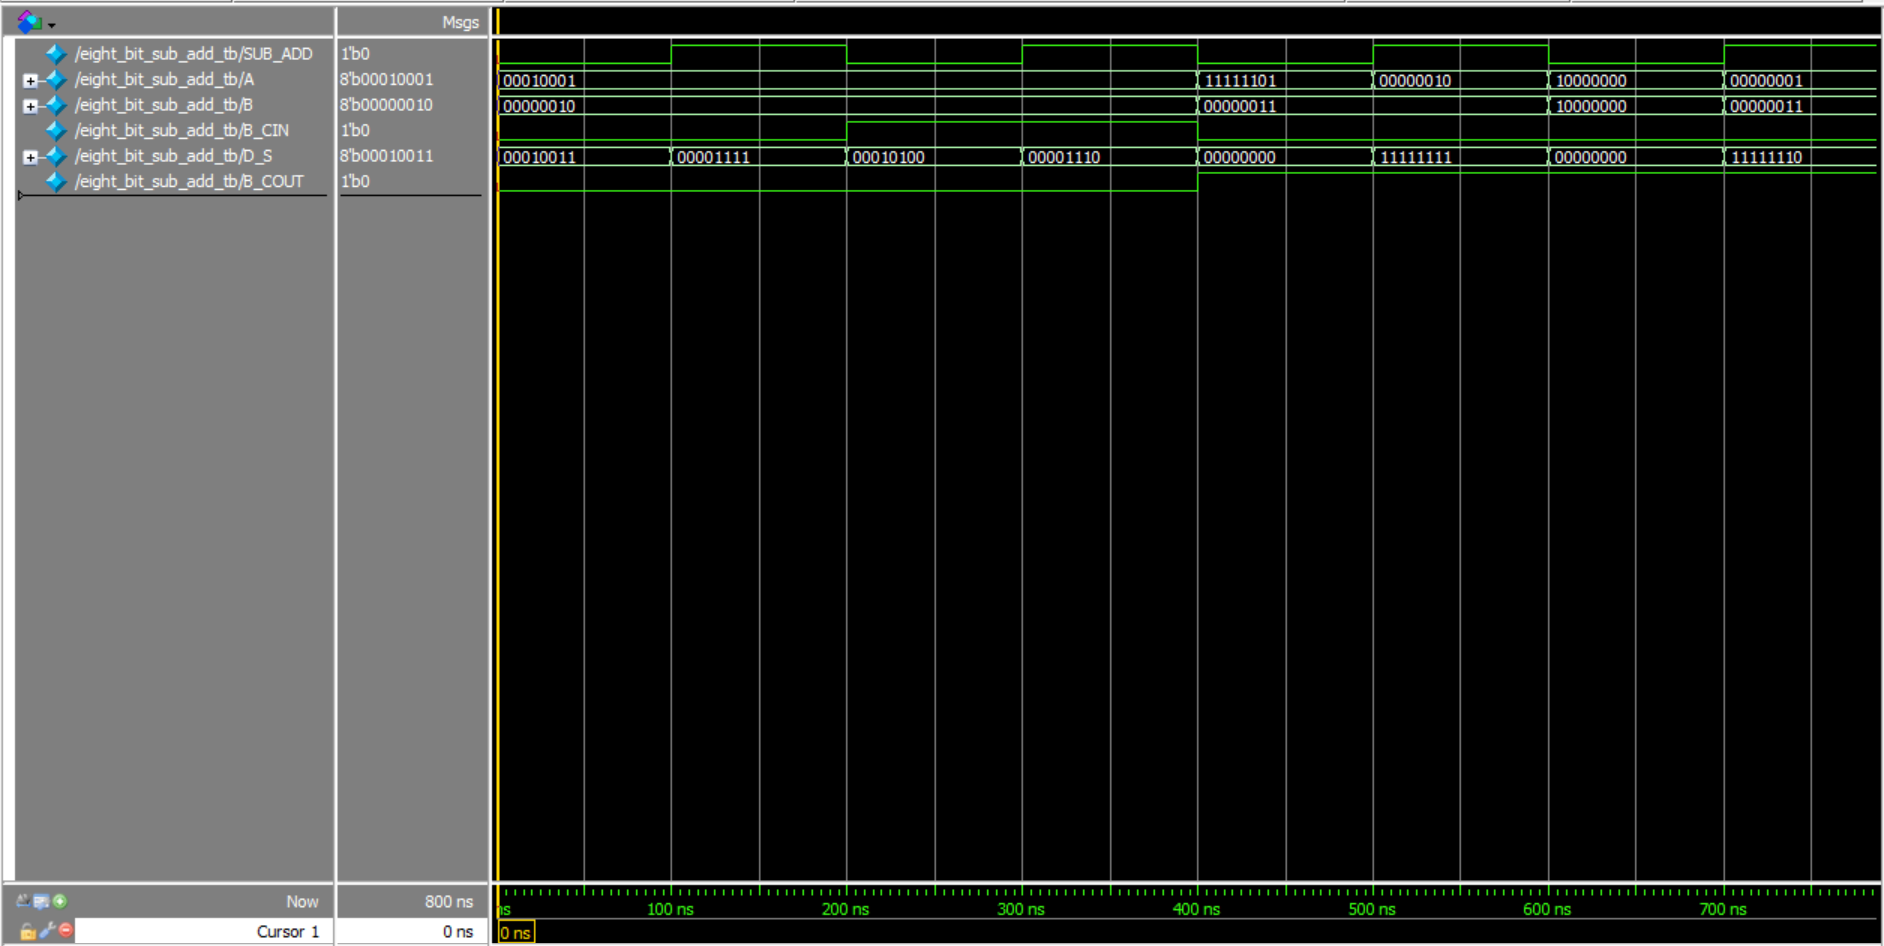 Msgs
/eight_bit_sub_add_tb/SUB_ADD 1'b0
/eight_bit_sub_add_tb/A 8'b00010001 00010001 11111101 00000010 10000000 00000001
/eight_bit_sub_add_tb/B 8'b00000010 00000010 00000011 10000000 00000011
/eight_bit_sub_add_tb/B_CIN 1'b0
/eight_bit_sub_add_tb/D_S 8'b00010011 00010011 00001111 00010100 00001110 00000000 11111111 00000000 11111110
/eight_bit_sub_add_tb/B_COUT 1'b0
Now 800 ns ns 100 ns 200 ns 300 ns 400 ns 500 ns 600 ns 700 ns
Cursor 1 0 ns 0 ns